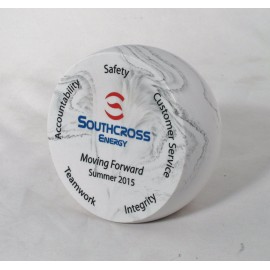 Safety
Accountability
Customer Service
SOUTHCROSS
ENERGY
Moving Forward
Summer 2015
Teamwork
Integrity